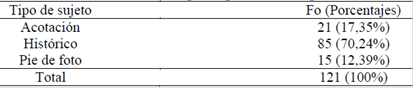 Tipo de sujeto Fo (Porcentajes)
Acotación 21 (17,35%)
Histórico 85 (70,24%)
Pie de foto 15 (12,39%)
Total 121 (100%)